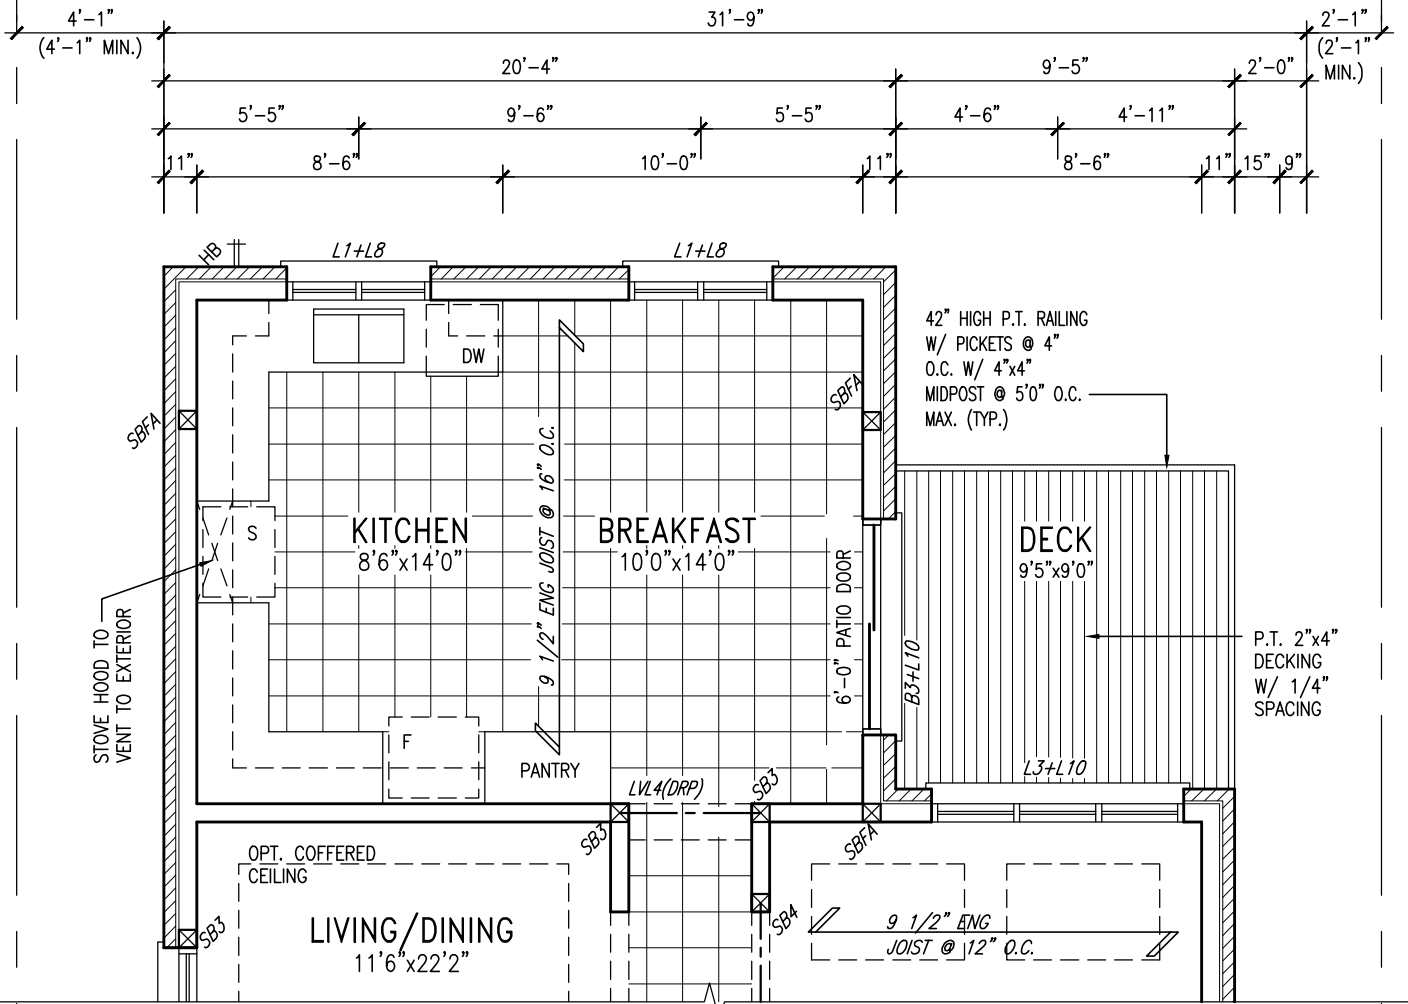 4'-1"
31'-9"
2'-1"
(4'-1" MIN.)
(2'-1"
MIN.)
20'-4"
9'-5"
2'-0"
5'-5"
9'-6"
5'-5"
4'-6"
4'-11"
11"
8'-6"
10'-0"
11"
8'-6"
11"
15"
9"
HB
L1+L8
L1+L8
42" HIGH P.T. RAILING
W/ PICKETS @ 4"
O.C. W/ 4"x4"
MIDPOST @ 5'0" O.C.
MAX. (TYP.)
DW
SBFA
SBFA
9 1/2" ENG JOIST @ 16" O.C.
S
KITCHEN
8'6"x14'0"
BREAKFAST
10'0"x14'0"
DECK
9'5"x9'0"
6'-0" PATIO DOOR
B3+L10
STOVE HOOD TO
VENT TO EXTERIOR
P.T. 2"x4"
DECKING
W/ 1/4"
SPACING
F
PANTRY
L3+L10
LVL4(DRP)
SB3
SB3
SBFA
OPT. COFFERED
CEILING
LIVING/DINING
11'6"x22'2"
SB3
SB4
9 1/2" ENG
JOIST @ 12" O.C.